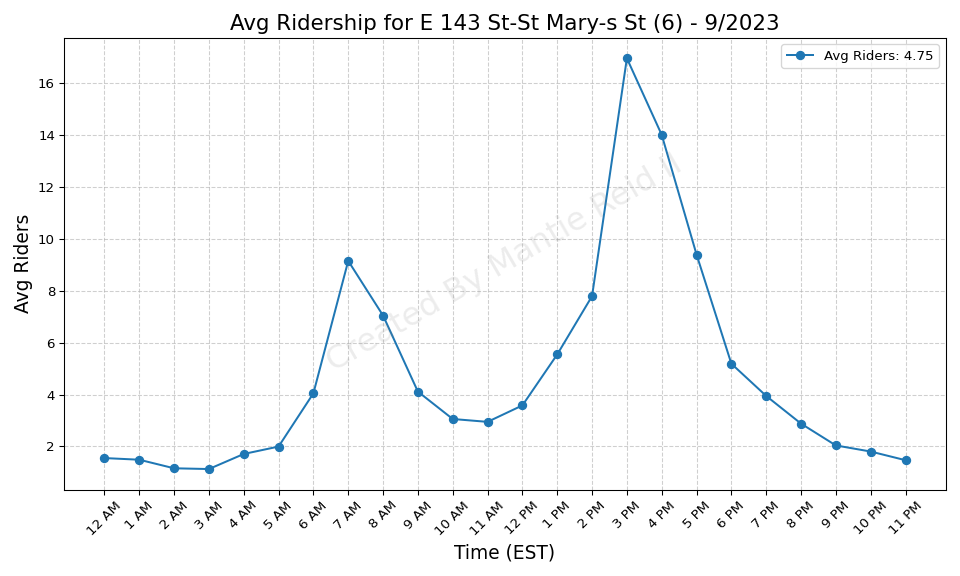 Avg Ridership for E 143 St-St Mary-s St (6) - 9/2023
Avg Riders: 4.75
Avg Riders
16
14
12
10
8
6
4
2
Created By Mantie Reid II
12 AM
1 AM
2 AM
3 AM
4 AM
5 AM
6 AM
7 AM
8 AM
9 AM
10 AM
11 AM
12 PM
1 PM
2 PM
3 PM
4 PM
5 PM
6 PM
7 PM
8 PM
9 PM
10 PM
11 PM
Time (EST)